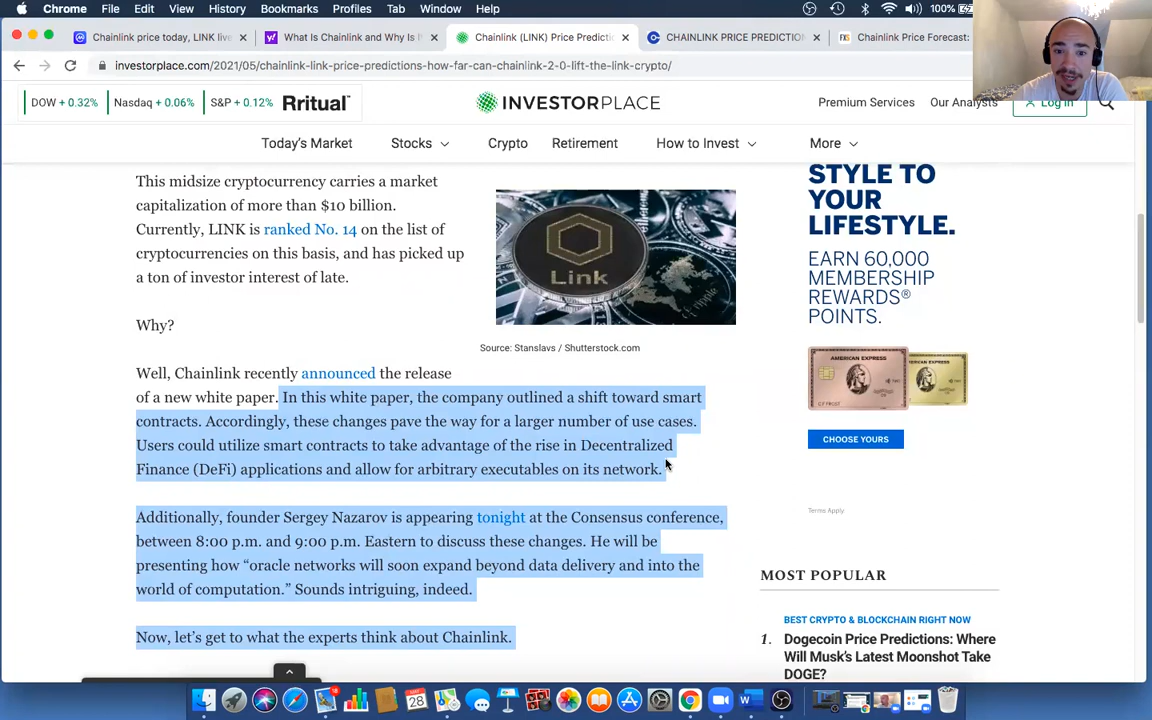 Chrome File Edit View History Bookmarks Profiles Tab Window Help 100%
Chainlink price today, LINK live
What Is Chainlink and Why Is I
Chainlink (LINK) Price Predictio
CHAINLINK PRICE PREDICTION
Chainlink Price Forecast:
investorplace.com/2021/05/chainlink-link-price-predictions-how-far-can-chainlink-2-0-lift-the-link-crypto/
DOW + 0.32% Nasdaq + 0.06% S&P + 0.12% Rritual™
INVESTORPLACE
Premium Services Our Analysts Log in
Today's Market Stocks Crypto Retirement How to Invest More
This midsize cryptocurrency carries a market
capitalization of more than $10 billion.
Currently, LINK is ranked No. 14 on the list of
cryptocurrencies on this basis, and has picked up
a ton of investor interest of late.
Link
Source: Stanslavs / Shutterstock.com
Why?
Well, Chainlink recently announced the release
of a new white paper. In this white paper, the company outlined a shift toward smart
contracts. Accordingly, these changes pave the way for a larger number of use cases.
Users could utilize smart contracts to take advantage of the rise in Decentralized
Finance (DeFi) applications and allow for arbitrary executables on its network.
Additionally, founder Sergey Nazarov is appearing tonight at the Consensus conference,
between 8:00 p.m. and 9:00 p.m. Eastern to discuss these changes. He will be
presenting how “oracle networks will soon expand beyond data delivery and into the
world of computation.” Sounds intriguing, indeed.
Now, let’s get to what the experts think about Chainlink.
STYLE TO
YOUR
LIFESTYLE.
EARN 60,000
MEMBERSHIP
REWARDS®
POINTS.
AMERICAN EXPRESS
CHOOSE YOURS
Terms Apply
MOST POPULAR
BEST CRYPTO & BLOCKCHAIN RIGHT NOW
1. Dogecoin Price Predictions: Where
Will Musk's Latest Moonshot Take
DOGE?
28